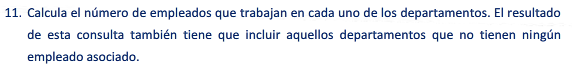 11. Calcula el número de empleados que trabajan en cada uno de los departamentos. El resultado
de esta consulta también tiene que incluir aquellos departamentos que no tienen ningún
empleado asociado.